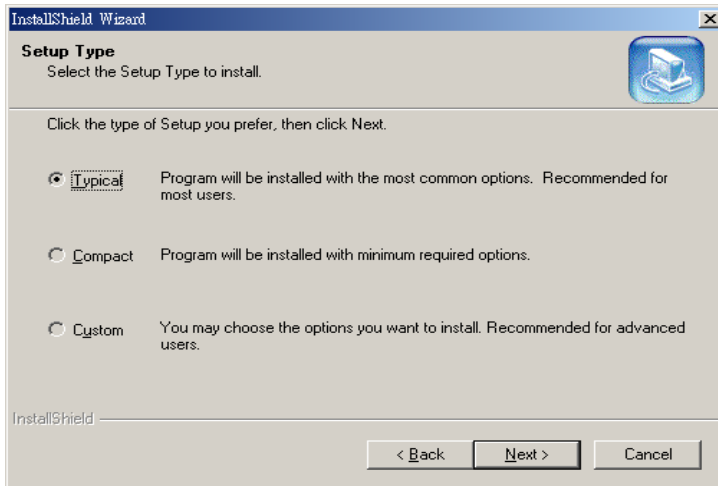 InstallShield Wizard
Setup Type
Select the Setup Type to install.
Click the type of Setup you prefer, then click Next.
Typical
Program will be installed with the most common options.  Recommended for
most users.
Compact
Program will be installed with minimum required options.
Custom
You may choose the options you want to install. Recommended for advanced
users.
InstallShield
< Back
Next >
Cancel